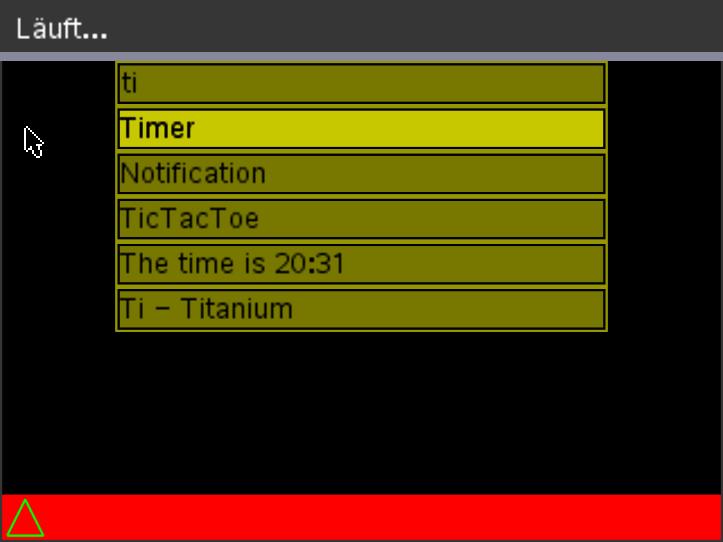 Läuft...
ti
Timer
Notification
TicTacToe
The time is 20:31
Ti - Titanium